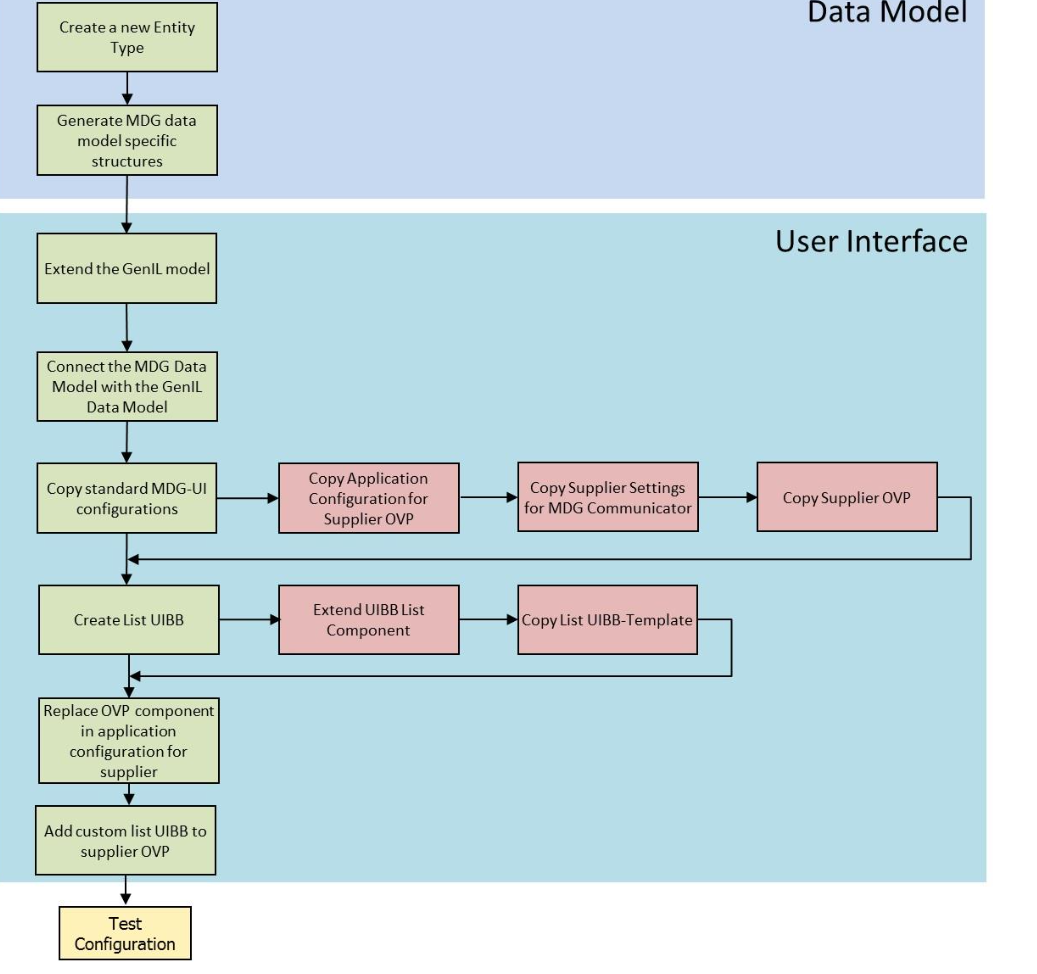 Data Model
Create a new Entity
Type
Generate MDG data
model specific
structures
User Interface
Extend the GenIL model
Connect the MDG Data
Model with the GenIL
Data Model
Copy standard MDG-UI
configurations
Copy Application
Configuration for
Supplier OVP
Copy Supplier Settings
for MDG Communicator
Copy Supplier OVP
Create List UIBB
Extend UIBB List
Component
Copy List UIBB-Template
Replace OVP component
in application
configuration for
supplier
Add custom list UIBB to
supplier OVP
Test
Configuration